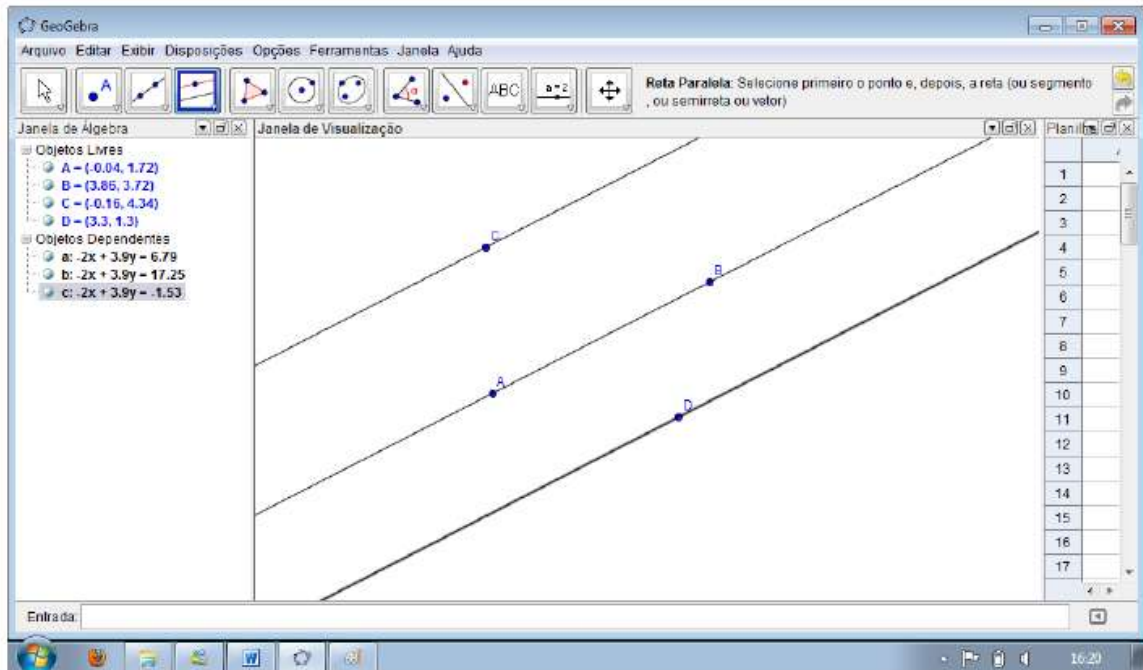 GeoGebra
Arquivo Editar Exibir Disposições Opções Ferramentas Janela Ajuda
A
ABC
a=2
Reta Paralela: Selecione primeiro o ponto e, depois, a reta (ou segmento
, ou semirreta ou vetor)
Janela de Álgebra
Janela de Visualização
Planilh
Objetos Livres
A = (-0.04, 1.72)
B = (3.86, 3.72)
C = (-0.16, 4.34)
D = (3.3, 1.3)
Objetos Dependentes
a: -2x + 3.9y = 6.79
b: -2x + 3.9y = 17.25
c: -2x + 3.9y = -1.53
C
B
A
D
1
2
3
4
5
6
7
8
9
10
11
12
13
14
15
16
17
Entrada:
16:20